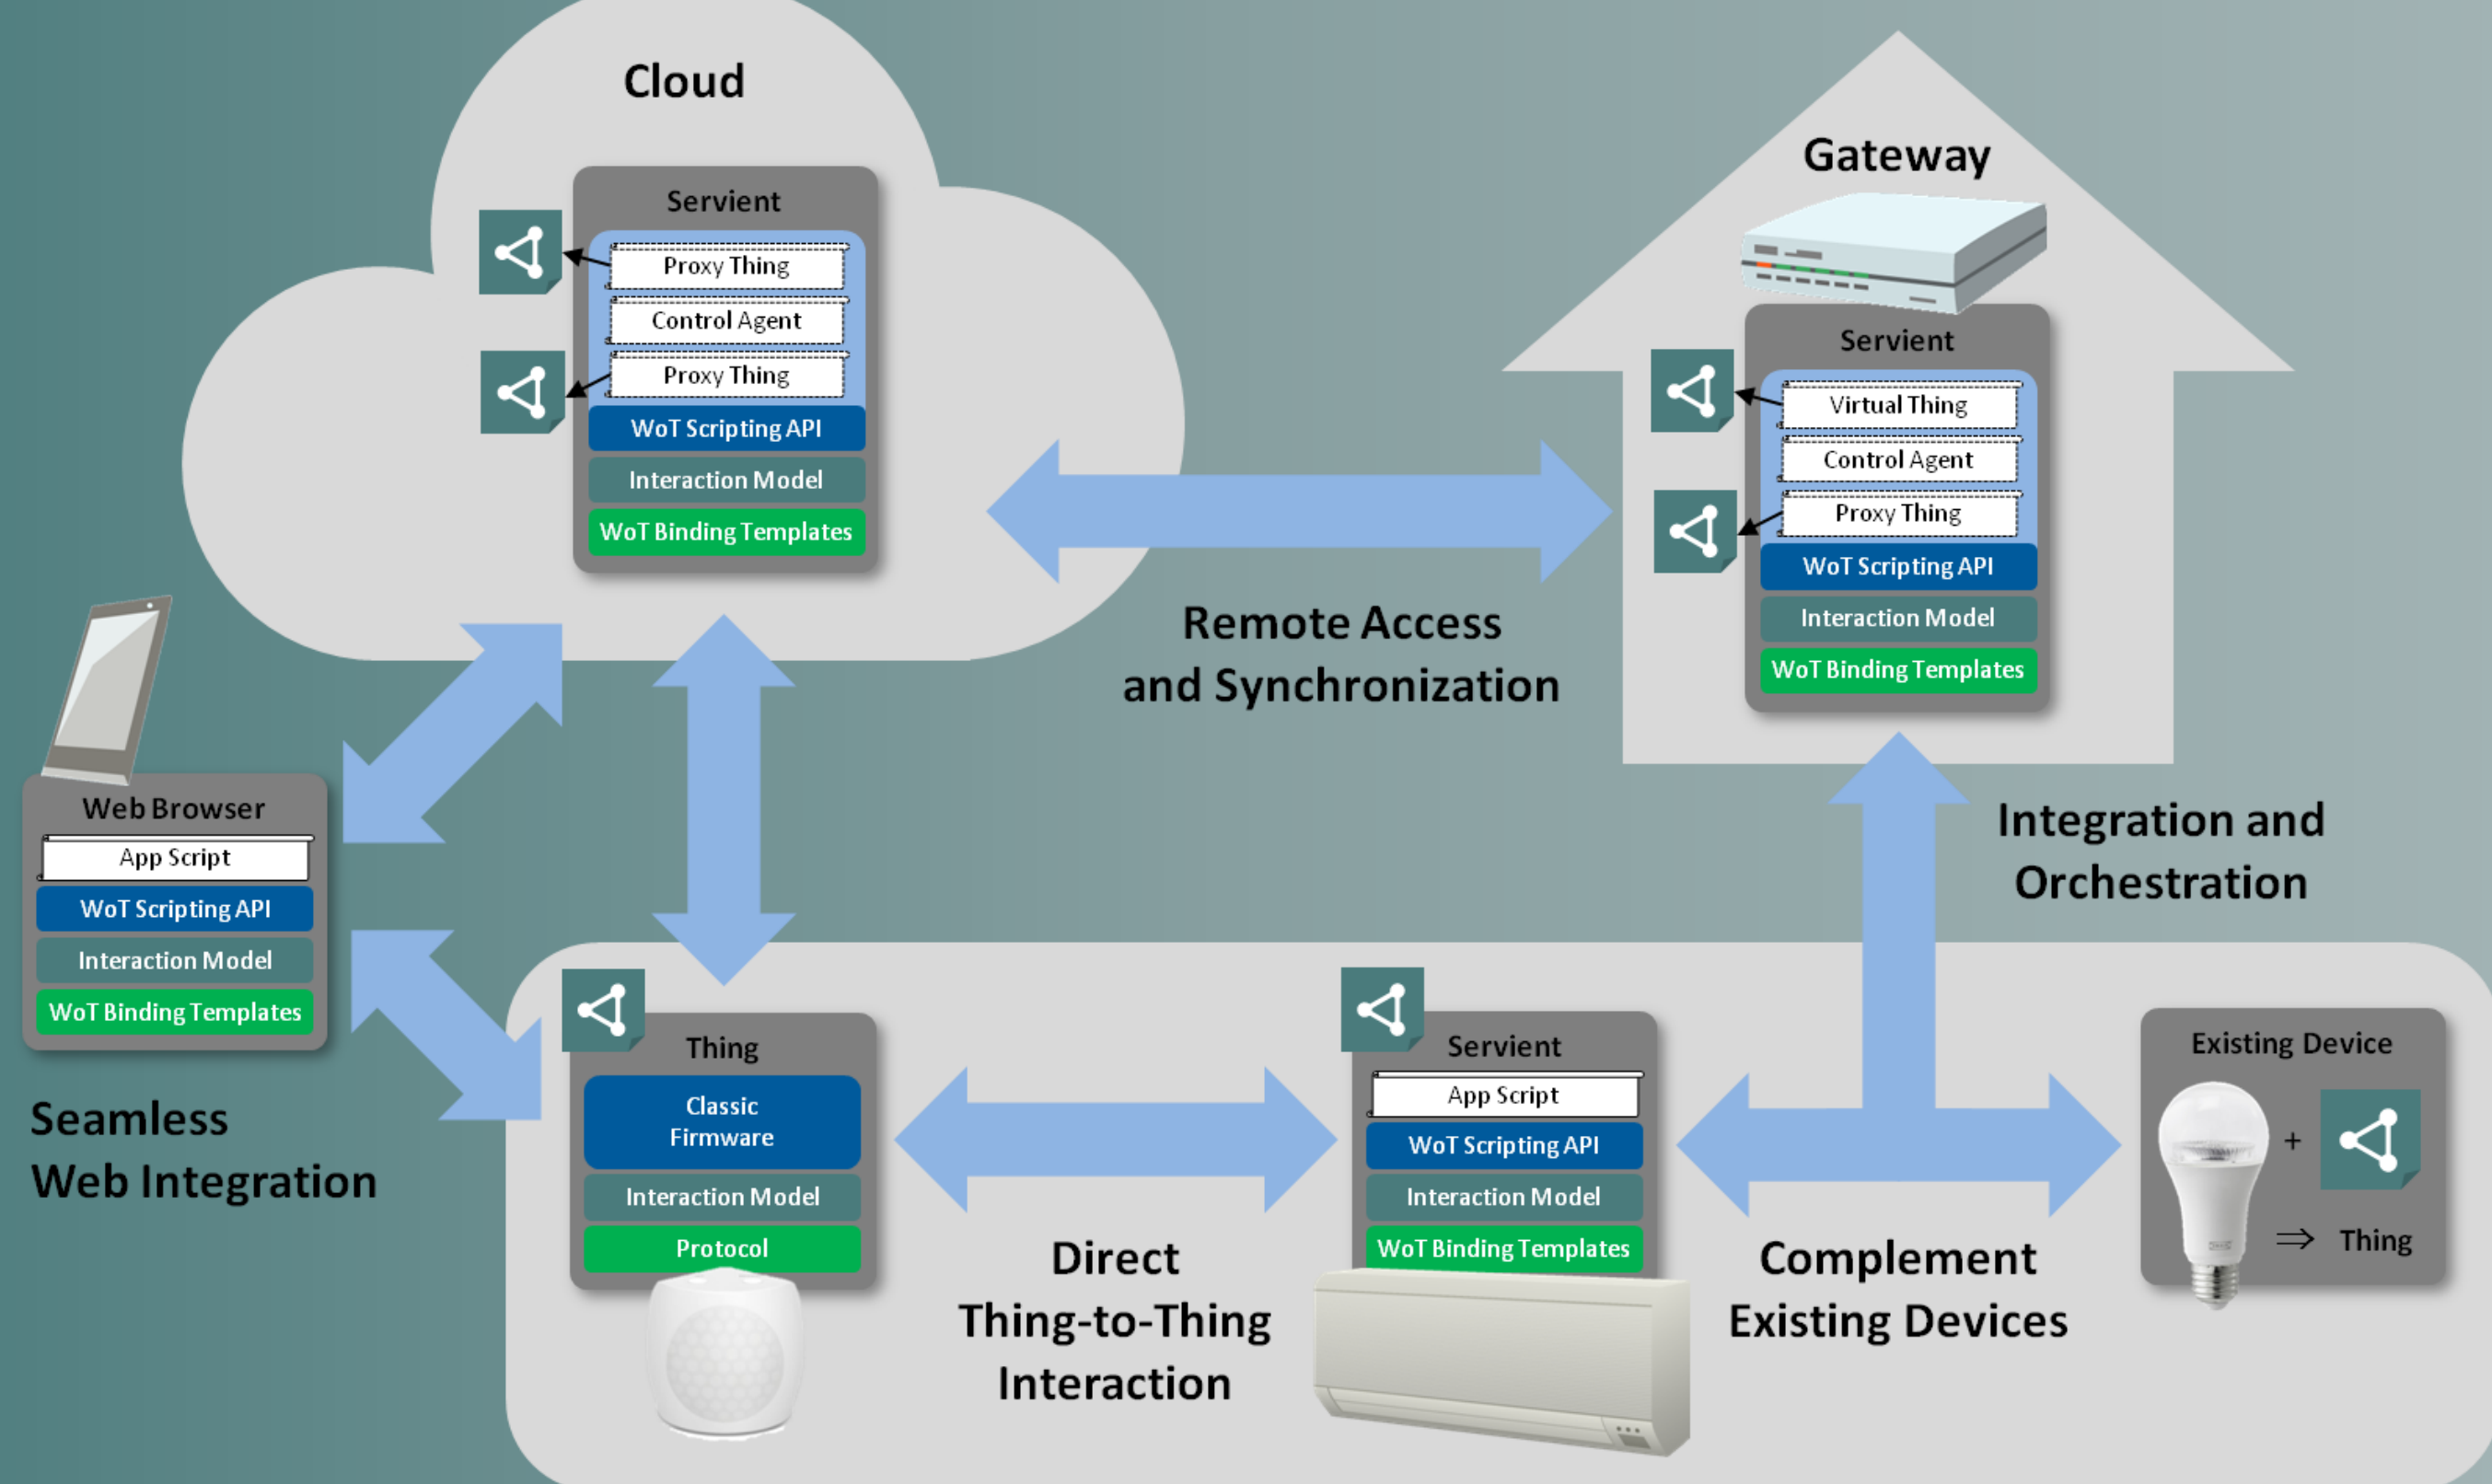 Cloud
Servient
Proxy Thing
Control Agent
Proxy Thing
WoT Scripting API
Interaction Model
WoT Binding Templates
Gateway
Servient
Virtual Thing
Control Agent
Proxy Thing
WoT Scripting API
Interaction Model
WoT Binding Templates
Remote Access
and Synchronization
Web Browser
App Script
WoT Scripting API
Interaction Model
WoT Binding Templates
Seamless
Web Integration
Integration and
Orchestration
Thing
Classic
Firmware
Interaction Model
Protocol
Direct
Thing-to-Thing
Interaction
Servient
App Script
WoT Scripting API
Interaction Model
WoT Binding Templates
Complement
Existing Devices
Existing Device
+
⇒ Thing